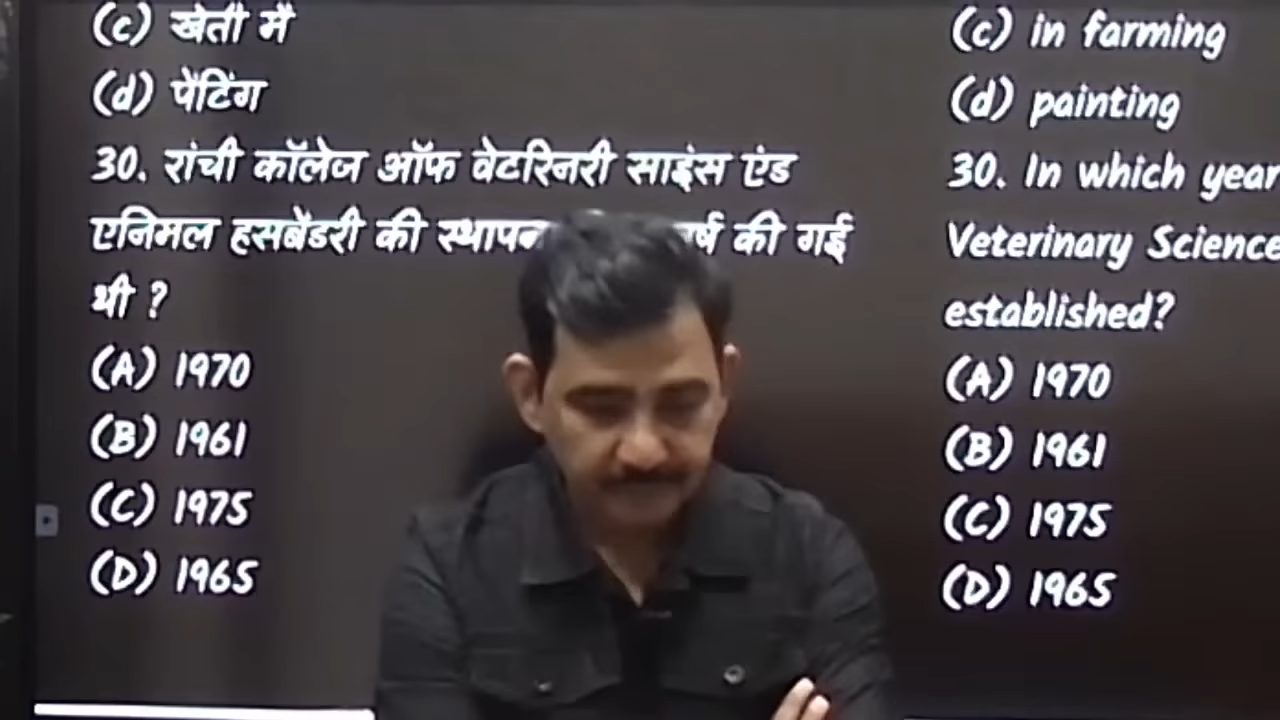 (c) खेती में
(d) पेंटिंग
30. रांची कॉलेज ऑफ वेटरिनरी साइंस एंड
एनिमल हसबेंडरी की की गई
थी ?
(A) 1970
(B) 1961
(C) 1975
(D) 1965
(c) in farming
(d) painting
30. In which year
Veterinary Science
established?
(A) 1970
(B) 1961
(C) 1975
(D) 1965